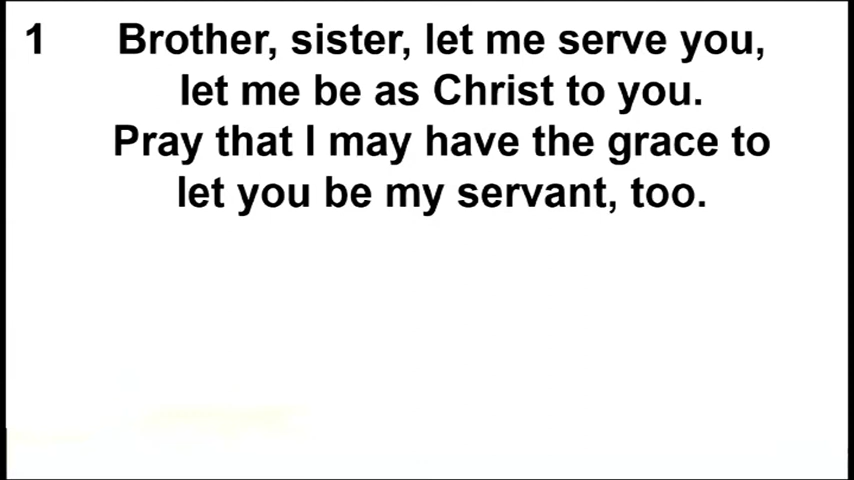 1 Brother, sister, let me serve you,
let me be as Christ to you.
Pray that I may have the grace to
let you be my servant, too.